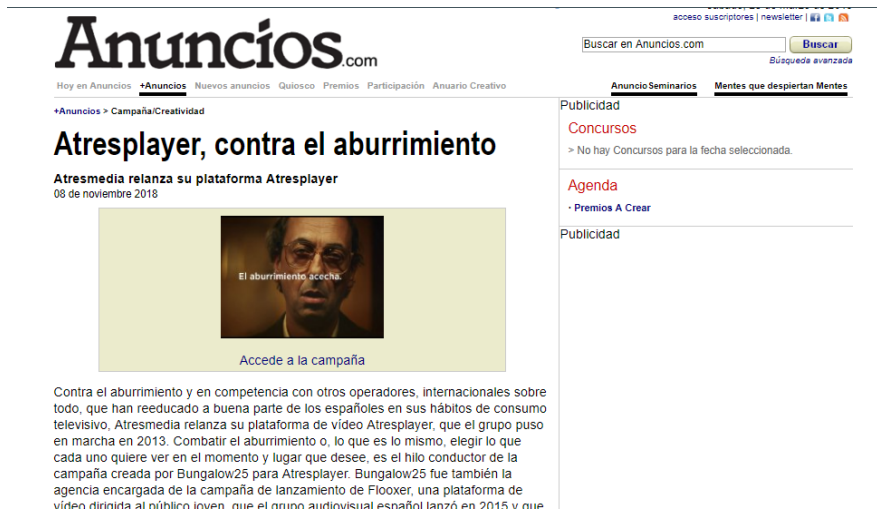 acceso suscriptores | newsletter |
Anuncios.com
Buscar en Anuncios.com
Buscar
Búsqueda avanzada
Hoy en Anuncios +Anuncios Nuevos anuncios Quiosco Premios Participación Anuario Creativo
AnuncioSeminarios Mentes que despiertan Mentes
+Anuncios > Campaña/Creatividad
Atresplayer, contra el aburrimiento
Atresmedia relanza su plataforma Atresplayer
08 de noviembre 2018
El aburrimiento acecha.
Accede a la campaña
Contra el aburrimiento y en competencia con otros operadores, internacionales sobre
todo, que han reeducado a buena parte de los españoles en sus hábitos de consumo
televisivo, Atresmedia relanza su plataforma de vídeo Atresplayer, que el grupo puso
en marcha en 2013. Combatir el aburrimiento o, lo que es lo mismo, elegir lo que
cada uno quiere ver en el momento y lugar que desee, es el hilo conductor de la
campaña creada por Bungalow25 para Atresplayer. Bungalow25 fue también la
agencia encargada de la campaña de lanzamiento de Flooxer, una plataforma de
vídeo dirigida al público joven, que el grupo audiovisual español lanzó en 2015 y que
Publicidad
Concursos
> No hay Concursos para la fecha seleccionada.
Agenda
· Premios A Crear
Publicidad